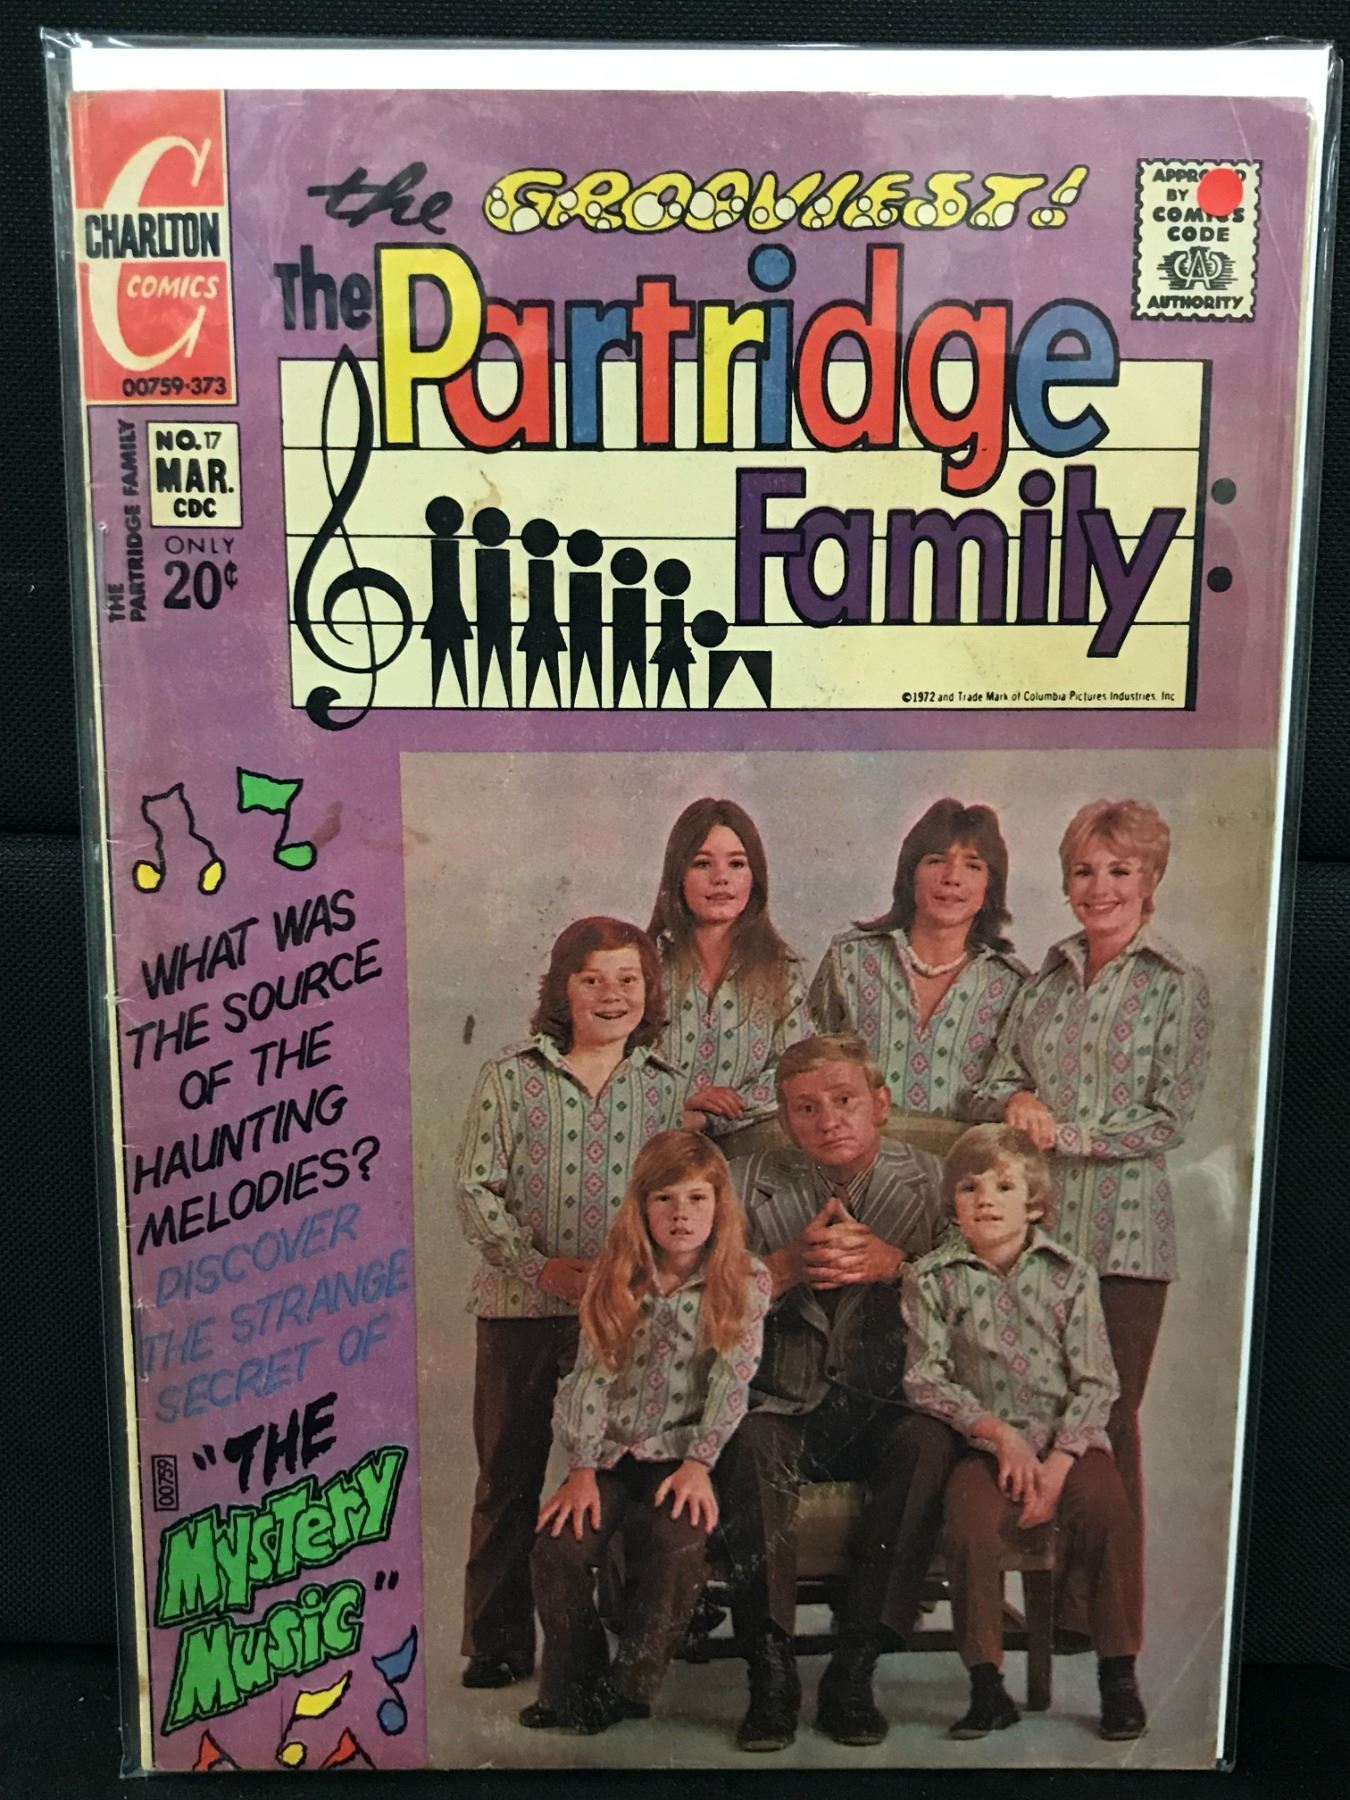 CHARLTON
COMICS
00759-373
the GROOVIEST!
APPROVED
BY
COMICS
CODE
AUTHORITY
The Partridge
Family
NO. 17
MAR.
CDC
ONLY
20¢
THE
PARTRIDGE FAMILY
©1972 and Trade Mark of Columbia Pictures Industries. Inc
WHAT WAS
THE SOURCE
OF THE
HAUNTING
MELODIES?
DISCOVER
THE STRANGE
SECRET OF
"THE
MysTery
Music"
00759